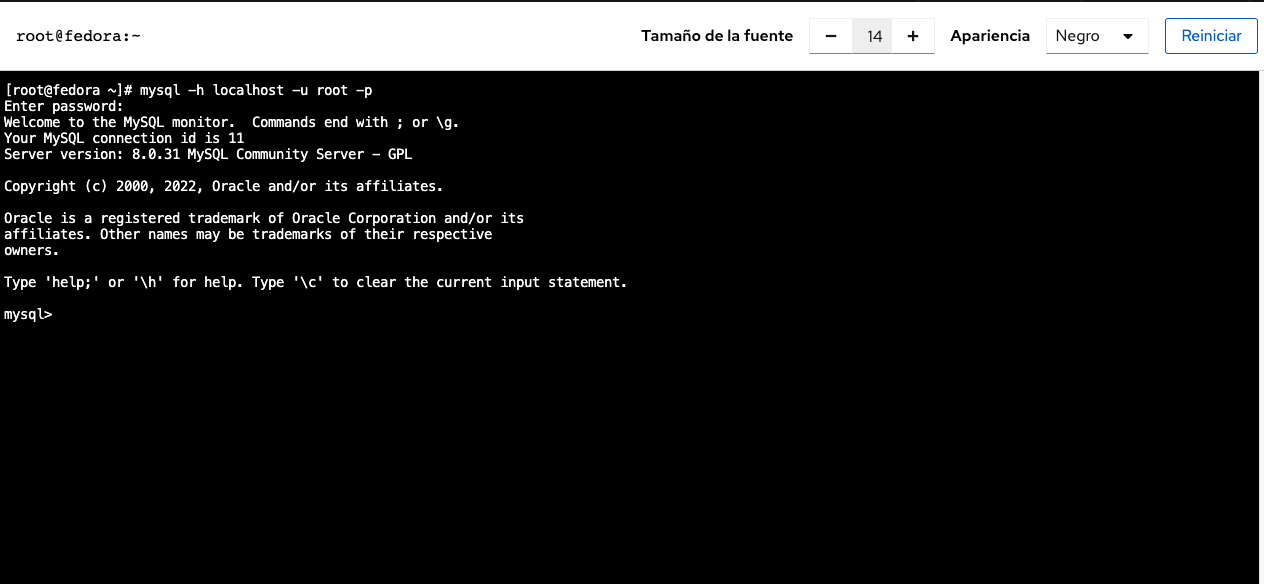 root@fedora:~ Tamaño de la fuente − 14 + Apariencia Negro Reiniciar
[root@fedora ~]# mysql -h localhost -u root -p
Enter password:
Welcome to the MySQL monitor.  Commands end with ; or \g.
Your MySQL connection id is 11
Server version: 8.0.31 MySQL Community Server - GPL
Copyright (c) 2000, 2022, Oracle and/or its affiliates.
Oracle is a registered trademark of Oracle Corporation and/or its
affiliates. Other names may be trademarks of their respective
owners.
Type 'help;' or '\h' for help. Type '\c' to clear the current input statement.
mysql>